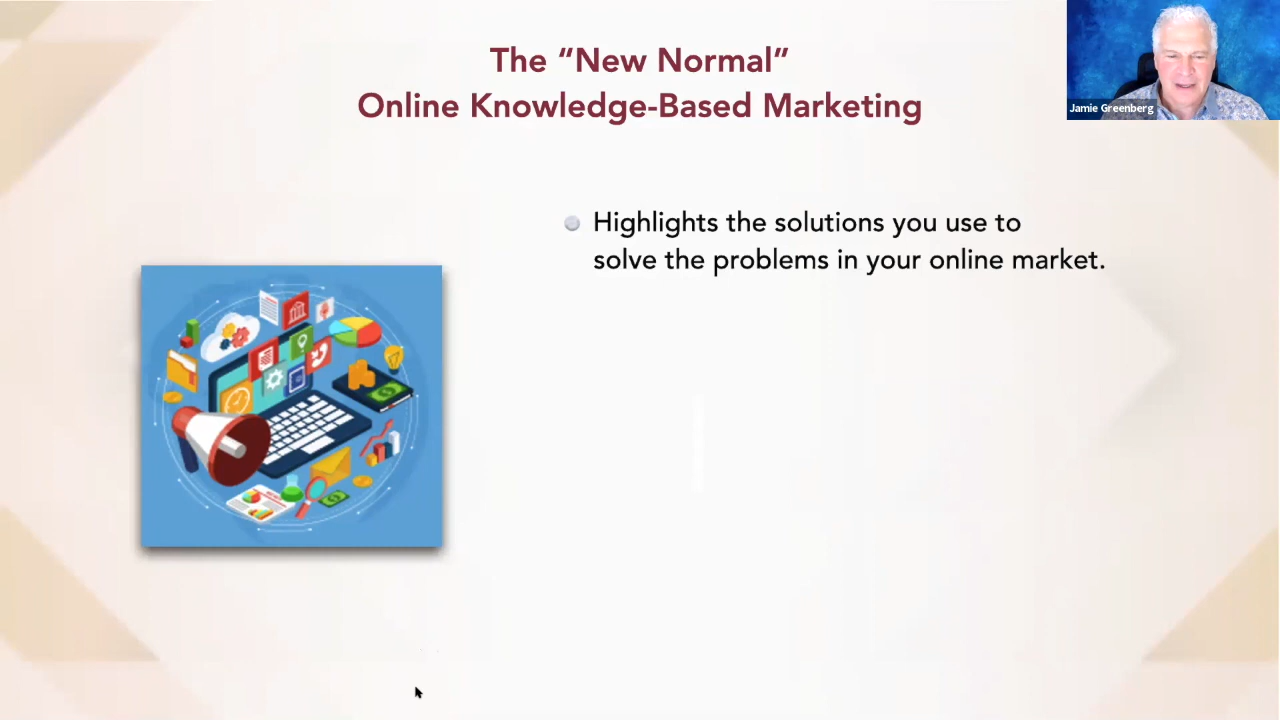 The “New Normal”
Online Knowledge-Based Marketing
Jamie Greenberg
Highlights the solutions you use to
solve the problems in your online market.